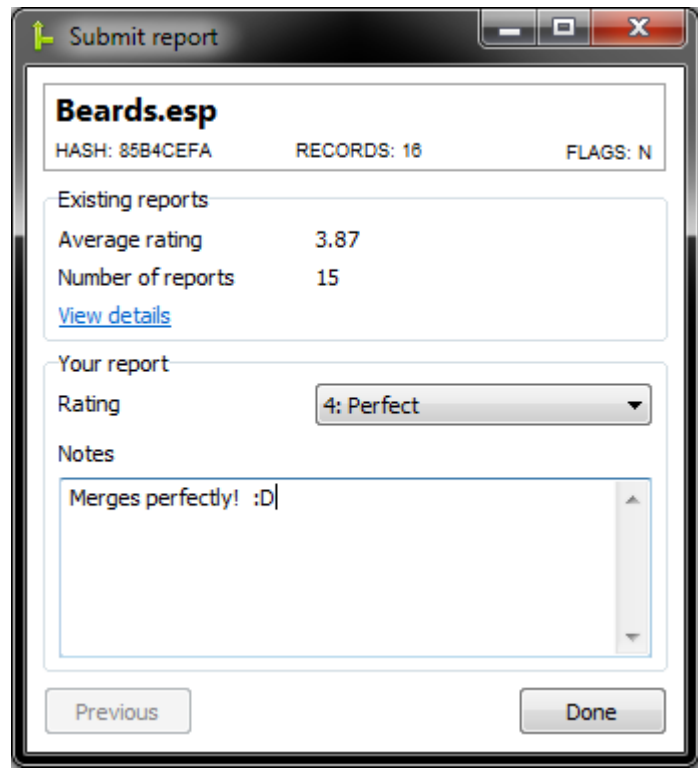 Submit report
Beards.esp
HASH: 85B4CEFA RECORDS: 16 FLAGS: N
Existing reports
Average rating 3.87
Number of reports 15
View details
Your report
Rating 4: Perfect
Notes
Merges perfectly!  :D
Previous Done